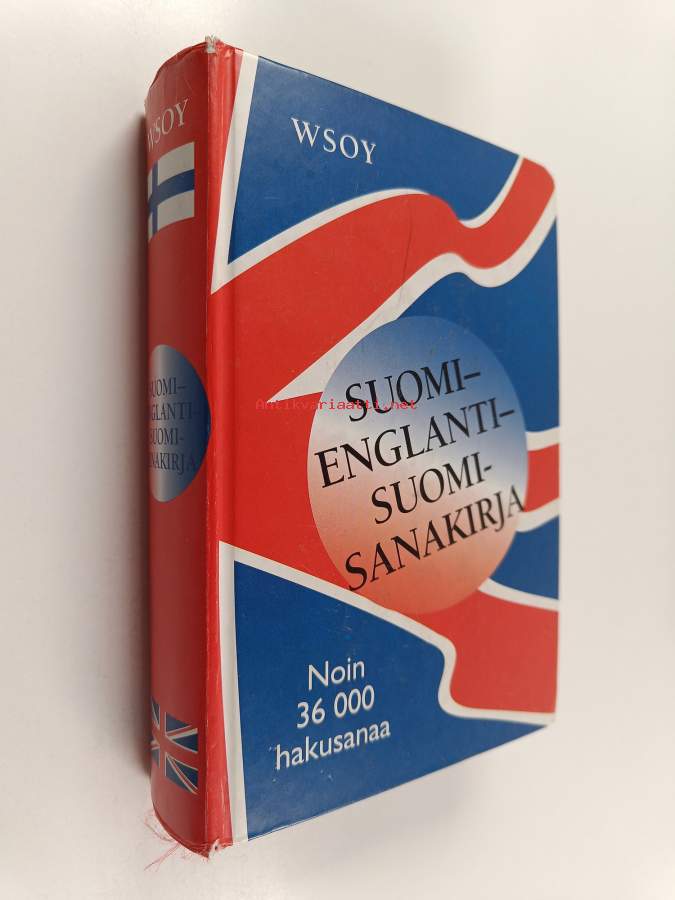 WSOY
SUOMI–
ENGLANTI–
SUOMI-
SANAKIRJA
WSOY
SUOMI–
ENGLANTI–
SUOMI-
SANAKIRJA
Noin
36 000
hakusanaa
Antikvariaatti.net